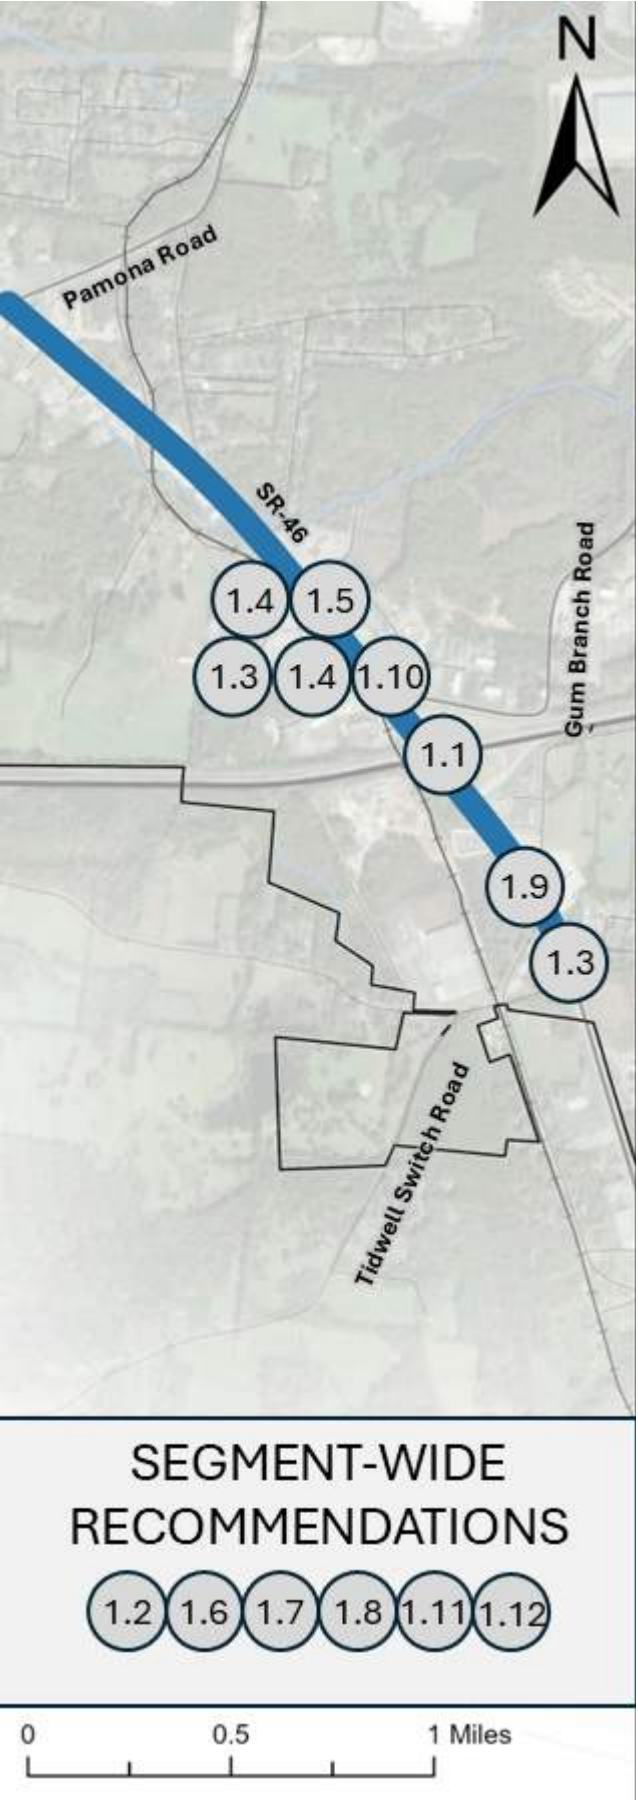 N
Pamona Road
SR-46
Gum Branch Road
1.4 1.5
1.3 1.4 1.10
1.1
1.9
1.3
Tidwell Switch Road
SEGMENT-WIDE
RECOMMENDATIONS
1.2 1.6 1.7 1.8 1.11 1.12
0 0.5 1 Miles